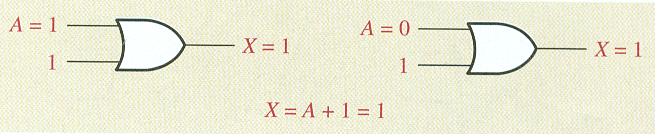 A = 1
1
X = 1
A = 0
1
X = 1
X = A + 1 = 1